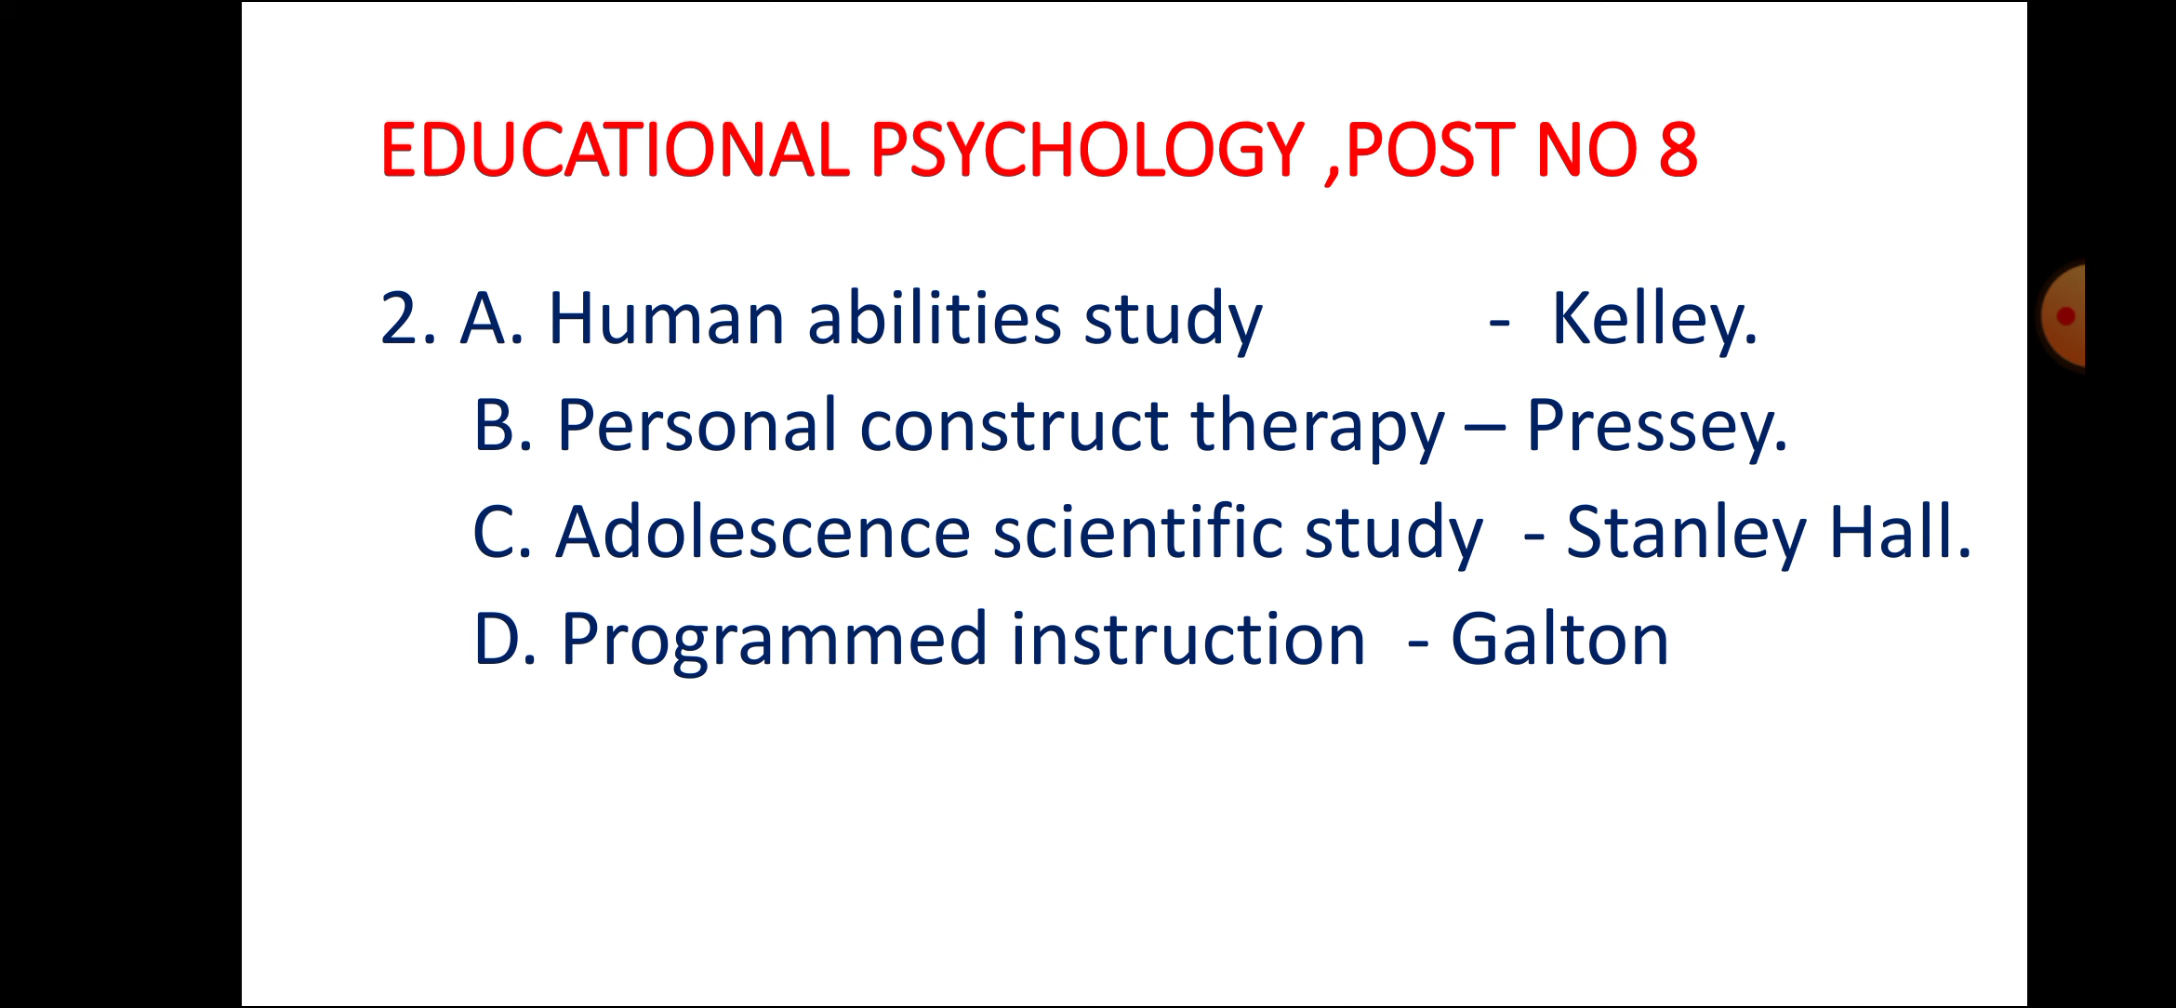 EDUCATIONAL PSYCHOLOGY ,POST NO 8
2. A. Human abilities study - Kelley.
B. Personal construct therapy – Pressey.
C. Adolescence scientific study - Stanley Hall.
D. Programmed instruction - Galton